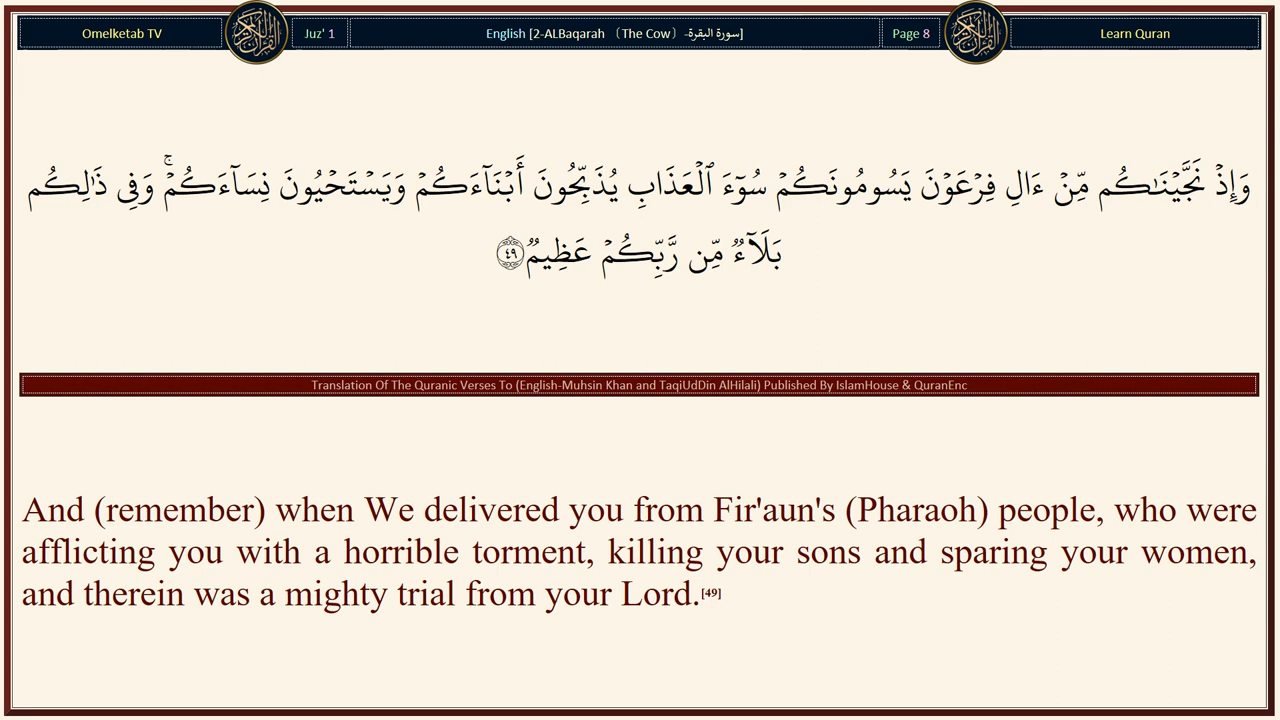 Omelketab TV
Juz' 1
English [2-ALBaqarah （The Cow） -سورة البقرة]
Page 8
Learn Quran
وَإِذۡ نَجَّيۡنَٰكُم مِّنۡ ءَالِ فِرۡعَوۡنَ يَسُومُونَكُمۡ سُوٓءَ ٱلۡعَذَابِ يُذَبِّحُونَ أَبۡنَآءَكُمۡ وَيَسۡتَحۡيُونَ نِسَآءَكُمۡۚ وَفِي ذَٰلِكُم
بَلَآءٞ مِّن رَّبِّكُمۡ عَظِيمٞ ٤٩
Translation Of The Quranic Verses To (English-Muhsin Khan and TaqiUdDin AlHilali) Published By IslamHouse & QuranEnc
And (remember) when We delivered you from Fir'aun's (Pharaoh) people, who were
afflicting you with a horrible torment, killing your sons and sparing your women,
and therein was a mighty trial from your Lord.[49]